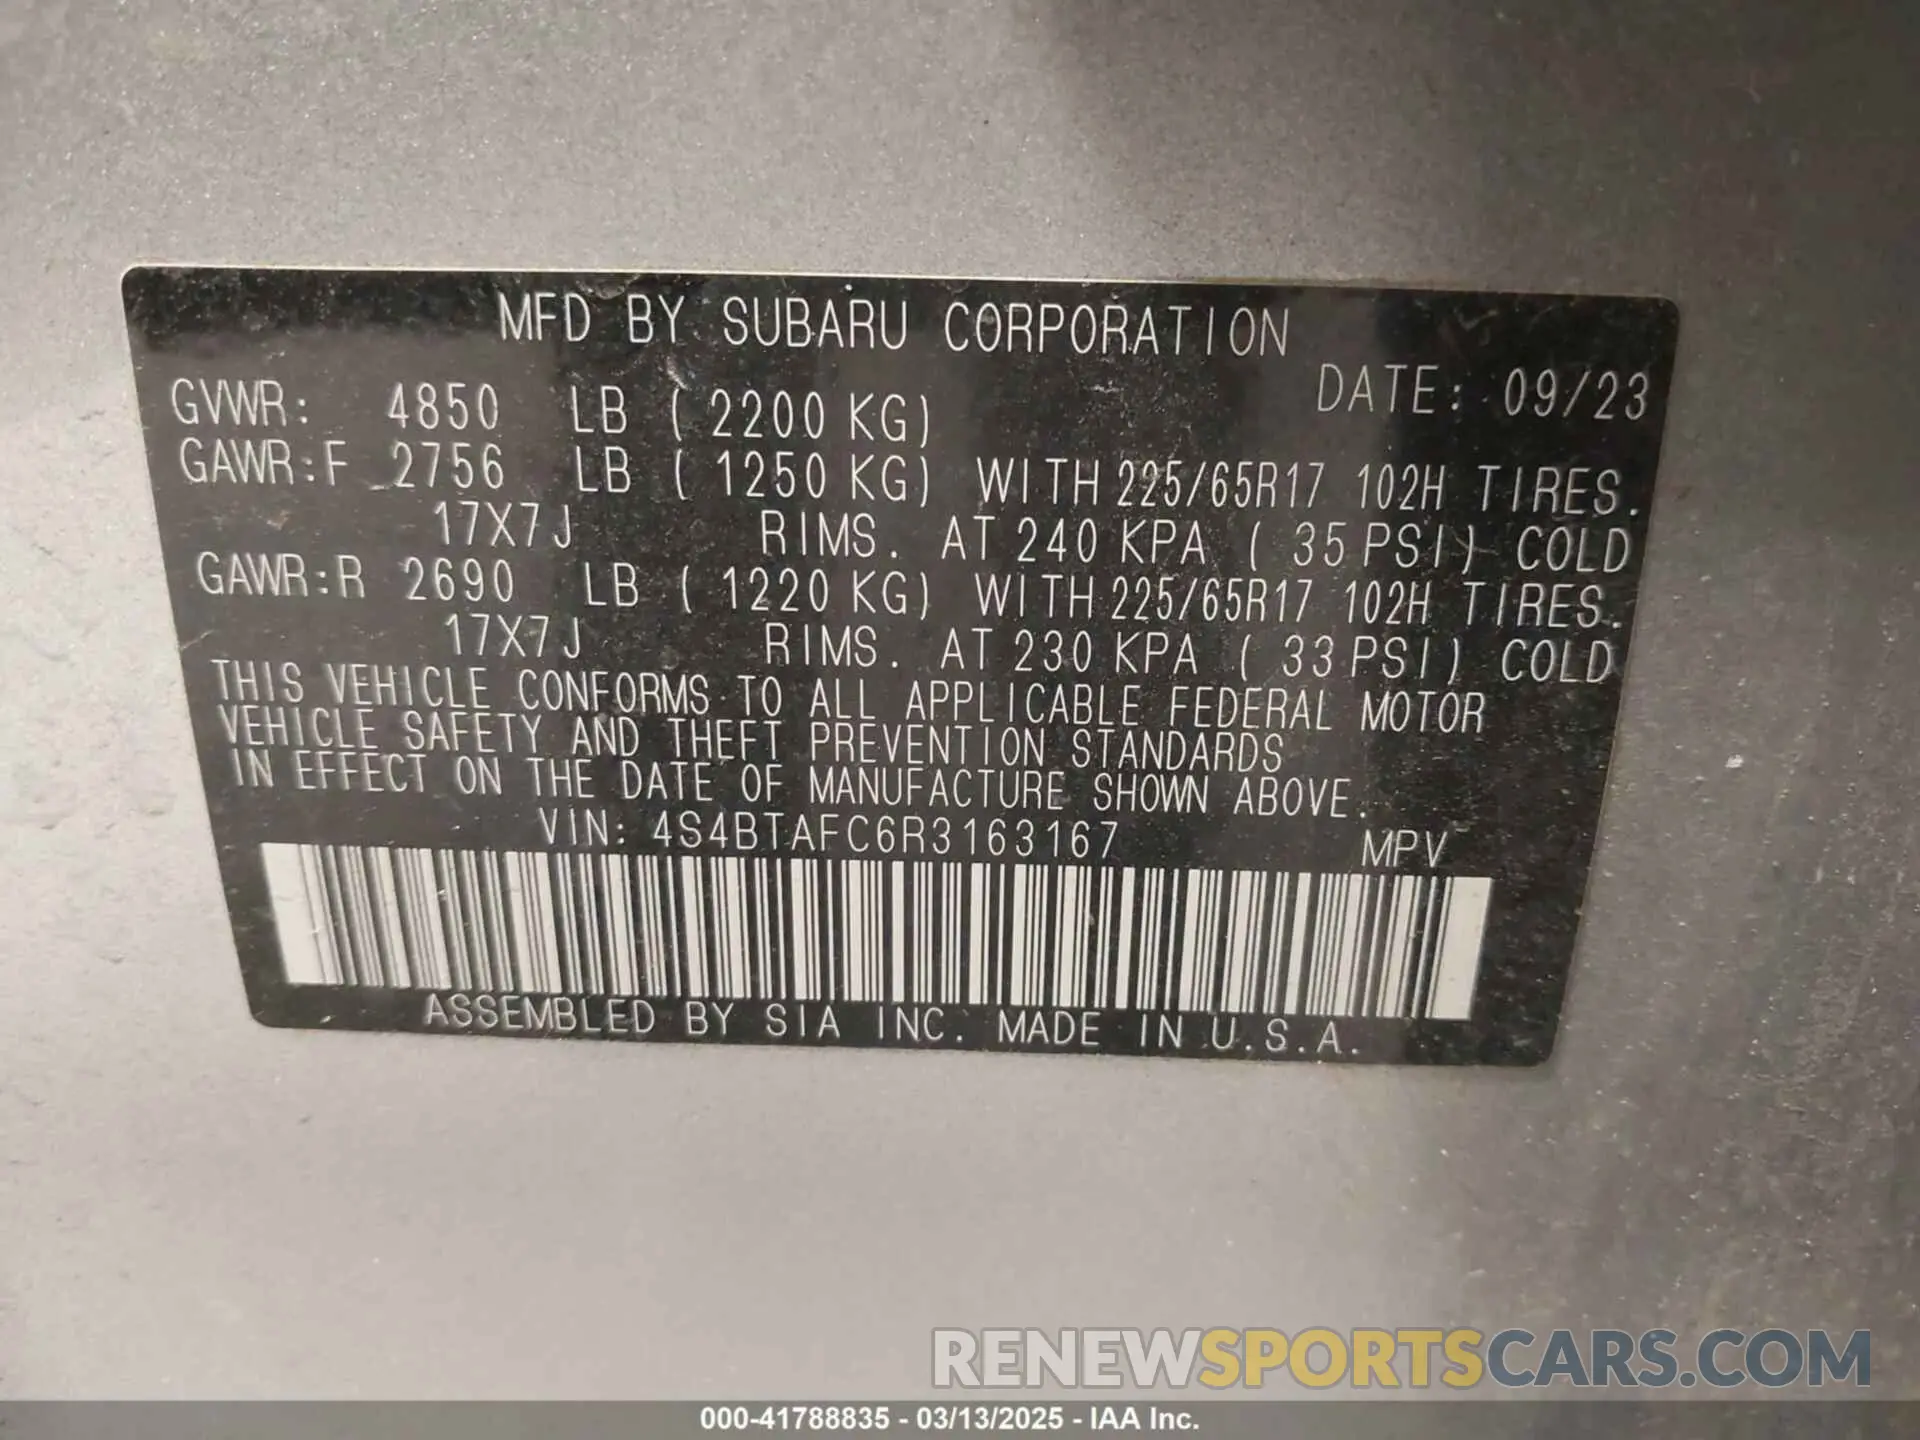 MFD BY SUBARU CORPORATION
DATE: 09/23
GVWR: 4850 LB ( 2200 KG)
GAWR:F 2756 LB ( 1250 KG) WITH 225/65R17 102H TIRES.
17X7J RIMS. AT 240 KPA ( 35 PSI) COLD
GAWR:R 2690 LB ( 1220 KG) WITH 225/65R17 102H TIRES.
17X7J RIMS. AT 230 KPA ( 33 PSI) COLD
THIS VEHICLE CONFORMS TO ALL APPLICABLE FEDERAL MOTOR
VEHICLE SAFETY AND THEFT PREVENTION STANDARDS
IN EFFECT ON THE DATE OF MANUFACTURE SHOWN ABOVE.
VIN: 4S4BTAFC6R3163167 MPV
ASSEMBLED BY SIA INC. MADE IN U.S.A.
RENEWSPORTSCARS.COM
000-41788835 - 03/13/2025 - IAA Inc.